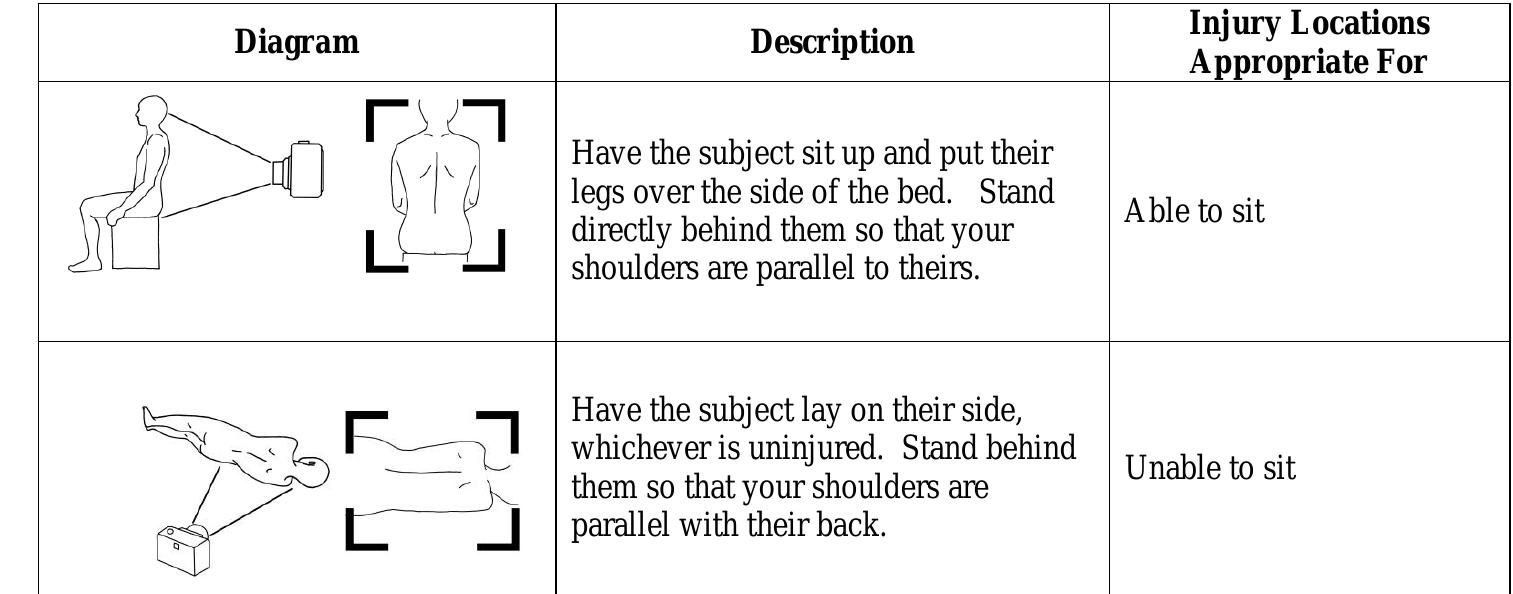 Diagram
Description
Injury Locations
Appropriate For
Have the subject sit up and put their
legs over the side of the bed.   Stand
directly behind them so that your
shoulders are parallel to theirs.
Able to sit
Have the subject lay on their side,
whichever is uninjured.  Stand behind
them so that your shoulders are
parallel with their back.
Unable to sit